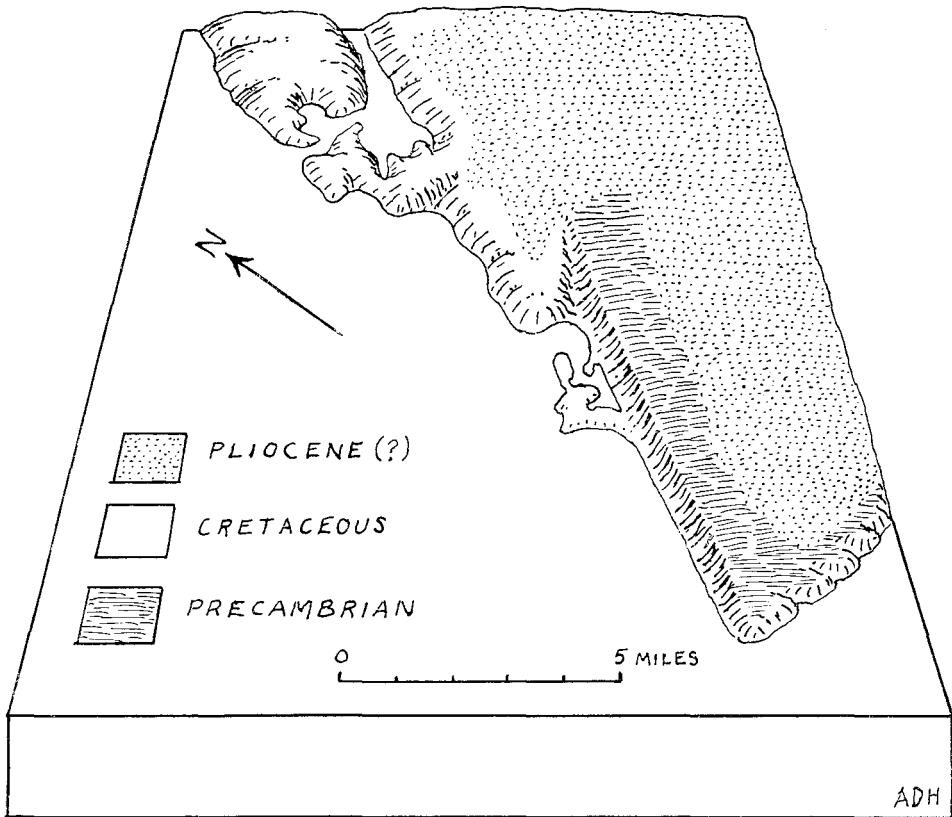 N
PLIOCENE (?)
CRETACEOUS
PRECAMBRIAN
0 5 MILES
ADH